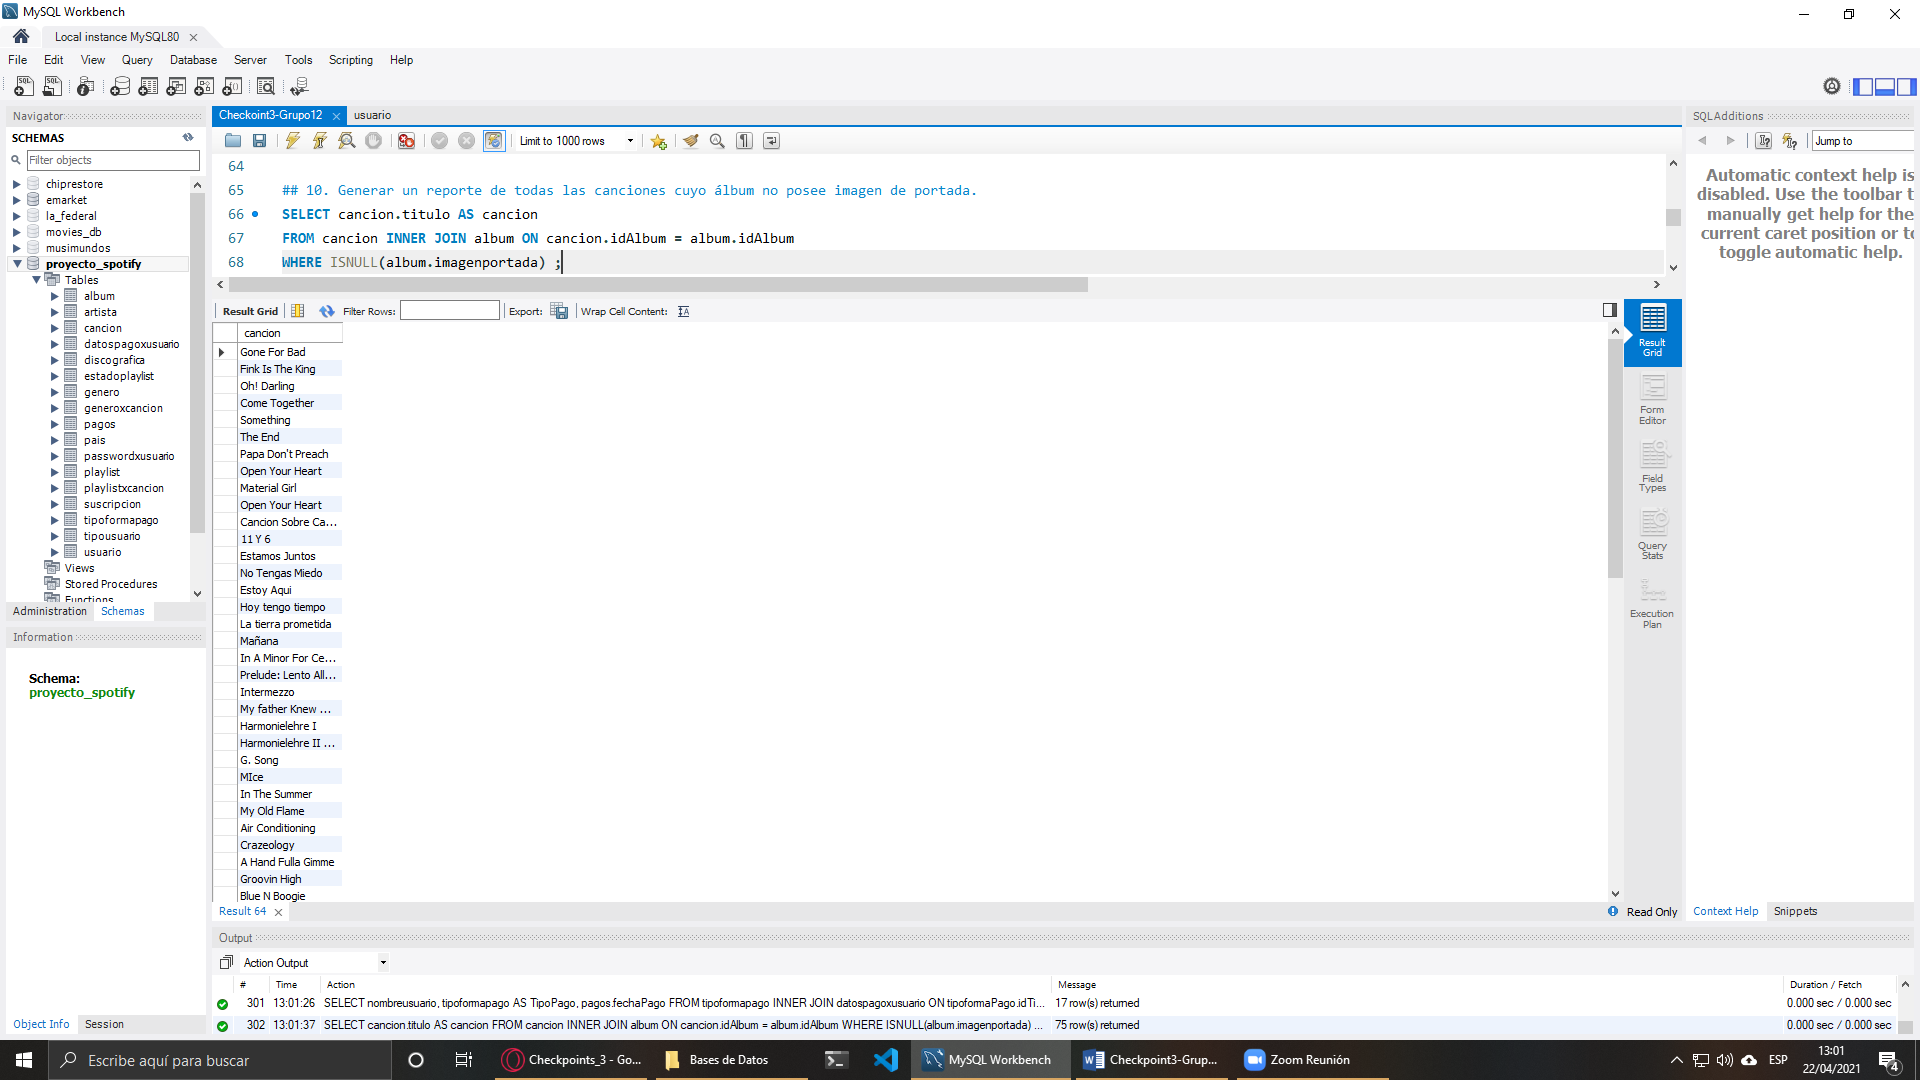 MySQL Workbench
Local instance MySQL80
File Edit View Query Database Server Tools Scripting Help
Navigator
SCHEMAS
Filter objects
chiprestore
emarket
la_federal
movies_db
musimundos
proyecto_spotify
Tables
album
artista
cancion
datospagoxusuario
discografica
estadoplaylist
genero
generoxcancion
pagos
pais
passwordxusuario
playlist
playlistxcancion
suscripcion
tipoformapago
tipousuario
usuario
Views
Stored Procedures
Functions
Administration Schemas
Information
Schema:
proyecto_spotify
Object Info Session
Checkpoint3-Grupo12 usuario
Limit to 1000 rows
64
65 ## 10. Generar un reporte de todas las canciones cuyo álbum no posee imagen de portada.
66 SELECT cancion.titulo AS cancion
67 FROM cancion INNER JOIN album ON cancion.idAlbum = album.idAlbum
68 WHERE ISNULL(album.imagenportada) ;
Result Grid Filter Rows: Export: Wrap Cell Content:
cancion
Gone For Bad
Fink Is The King
Oh! Darling
Come Together
Something
The End
Papa Don't Preach
Open Your Heart
Material Girl
Open Your Heart
Cancion Sobre Ca...
11 Y 6
Estamos Juntos
No Tengas Miedo
Estoy Aqui
Hoy tengo tiempo
La tierra prometida
Mañana
In A Minor For Ce...
Prelude: Lento All...
Intermezzo
My father Knew ...
Harmonielehre I
Harmonielehre II ...
G. Song
MIce
In The Summer
My Old Flame
Air Conditioning
Crazeology
A Hand Fulla Gimme
Groovin High
Blue N Boogie
Result Grid
Form Editor
Field Types
Query Stats
Execution Plan
Result 64
Read Only
SQLAdditions
Jump to
Automatic context help is
disabled. Use the toolbar t
manually get help for the
current caret position or to
toggle automatic help.
Context Help Snippets
Output
Action Output
# Time Action Message Duration / Fetch
301 13:01:26 SELECT nombreusuario, tipoformapago AS TipoPago, pagos.fechaPago FROM tipoformapago INNER JOIN datospagoxusuario ON tipoformaPago.idTi... 17 row(s) returned 0.000 sec / 0.000 sec
302 13:01:37 SELECT cancion.titulo AS cancion FROM cancion INNER JOIN album ON cancion.idAlbum = album.idAlbum WHERE ISNULL(album.imagenportada) ... 75 row(s) returned 0.000 sec / 0.000 sec
Escribe aquí para buscar
Checkpoints_3 - Go...
Bases de Datos
MySQL Workbench
Checkpoint3-Grup...
Zoom Reunión
ESP
13:01
22/04/2021
4